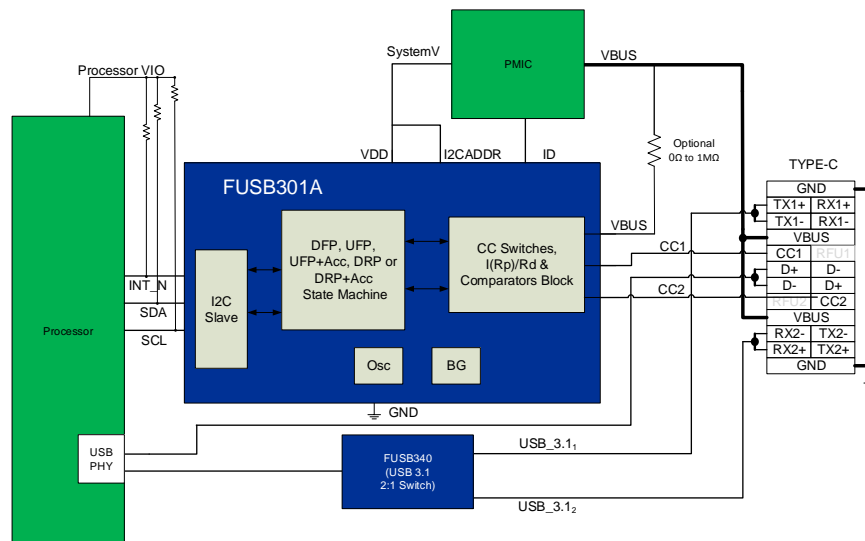 SystemV
PMIC
VBUS
Processor VIO
Optional
0Ω to 1MΩ
VDD
I2CADDR
ID
TYPE-C
FUSB301A
GND
TX1+ RX1+
TX1- RX1-
VBUS
CC1 RFU1
D+ D-
D- D+
RFU2 CC2
VBUS
RX2- TX2-
RX2+ TX2+
GND
DFP, UFP,
UFP+Acc, DRP or
DRP+Acc
State Machine
CC Switches,
I(Rp)/Rd &
Comparators Block
VBUS
CC1
CC2
INT_N
SDA
SCL
I2C
Slave
Processor
Osc
BG
GND
USB
PHY
FUSB340
(USB 3.1
2:1 Switch)
USB_3.1₁
USB_3.1₂